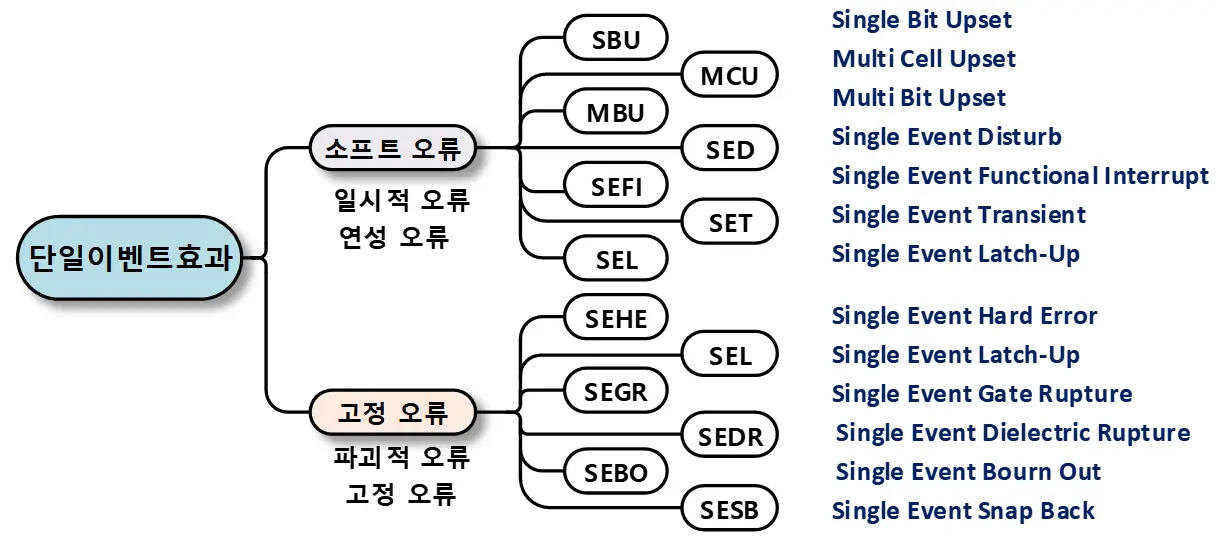 단일이벤트효과
소프트 오류
일시적 오류
연성 오류
SBU
MCU
MBU
SED
SEFI
SET
SEL
Single Bit Upset
Multi Cell Upset
Multi Bit Upset
Single Event Disturb
Single Event Functional Interrupt
Single Event Transient
Single Event Latch-Up
고정 오류
파괴적 오류
고정 오류
SEHE
SEL
SEGR
SEDR
SEBO
SESB
Single Event Hard Error
Single Event Latch-Up
Single Event Gate Rupture
Single Event Dielectric Rupture
Single Event Bourn Out
Single Event Snap Back